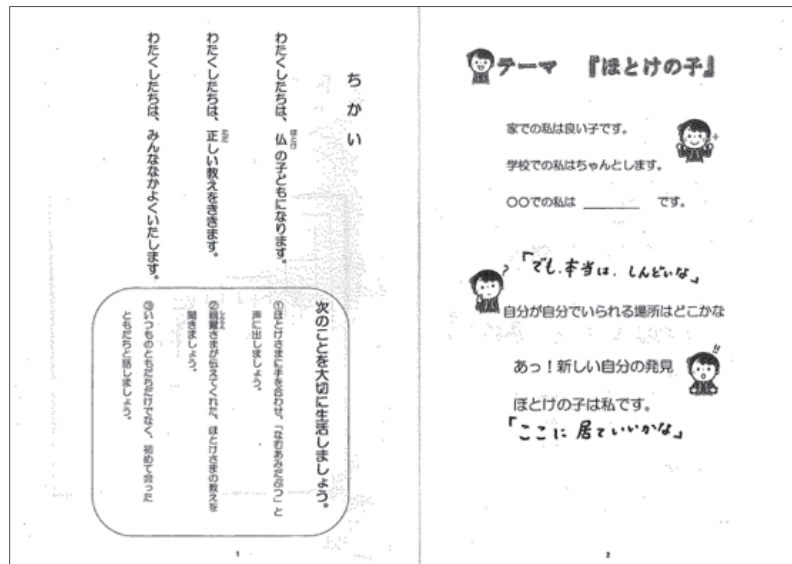 ちかい
わたくしたちは、仏の子どもになります。
ほとけ
わたくしたちは、正しい教えをききます。
ただ
わたくしたちは、みんななかよくいたします。
次のことを大切に生活しましょう。
①ほとけさまに手を合わせ、「なむあみだぶつ」と
声に出しましょう。
②親鸞さまが伝えてくれた、ほとけさまの教えを
しんらん
聞きましょう。
③いつものともだちだけでなく、初めて会った
ともだちと話しましょう。
1
テーマ 『ほとけの子』
家での私は良い子です。
学校での私はちゃんとします。
○○での私は ______ です。
「でも、本当は、しんどいな」
自分が自分でいられる場所はどこかな
あっ!新しい自分の発見
ほとけの子は私です。
「ここに居ていいかな」
2